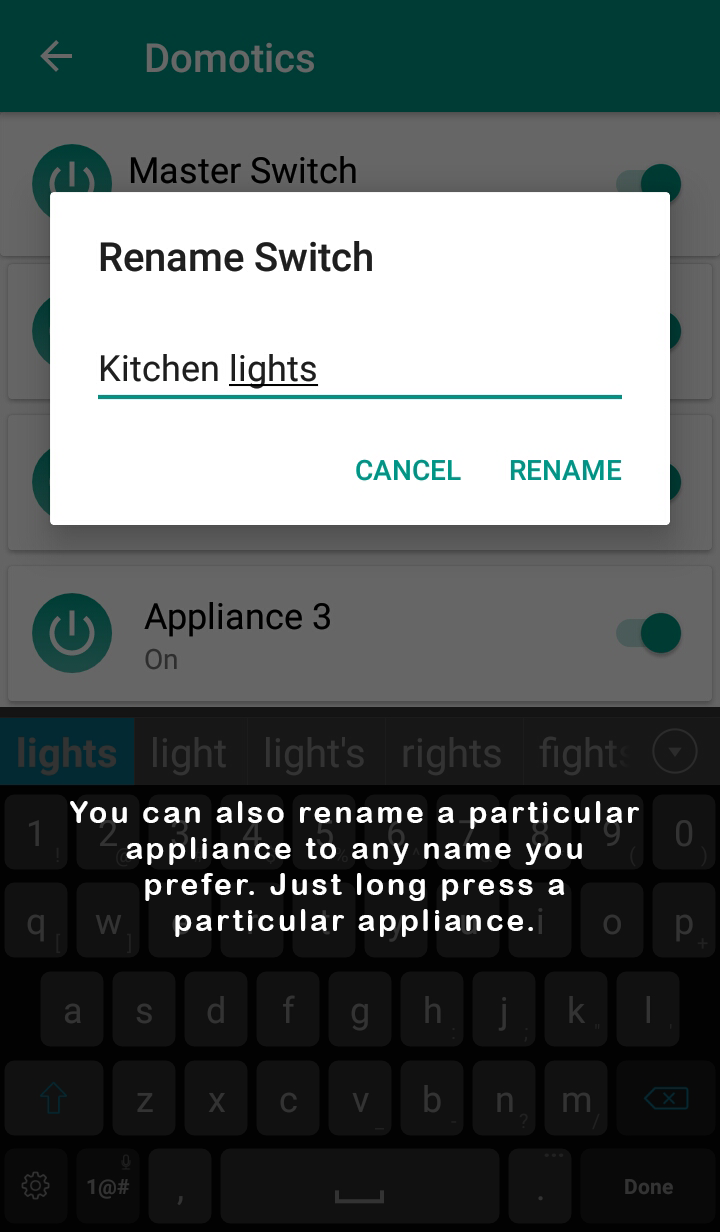 Domotics
Master Switch
Rename Switch
Kitchen lights
CANCEL RENAME
Appliance 3
On
lights light light's rights fights
You can also rename a particular
appliance to any name you
prefer. Just long press a
particular appliance.
1 2 3 4 5 6 7 8 9 0
! ( )
q w t y u i o p
[ ] +
a s d f g h j k l
: ; " '
z x c v b n m
_ - ? /
1@# , . Done